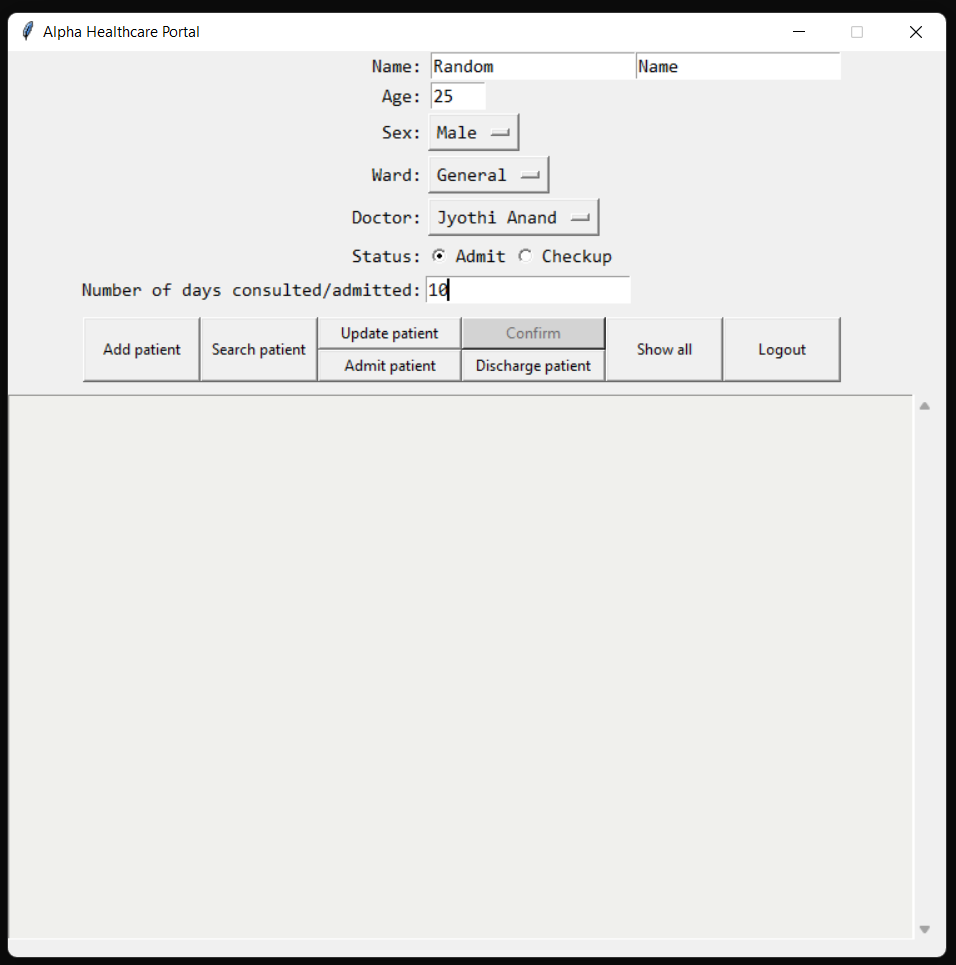 Alpha Healthcare Portal
Name: Random Name
Age: 25
Sex: Male
Ward: General
Doctor: Jyothi Anand
Status: Admit Checkup
Number of days consulted/admitted: 10
Add patient Search patient Update patient Confirm Show all Logout
Admit patient Discharge patient